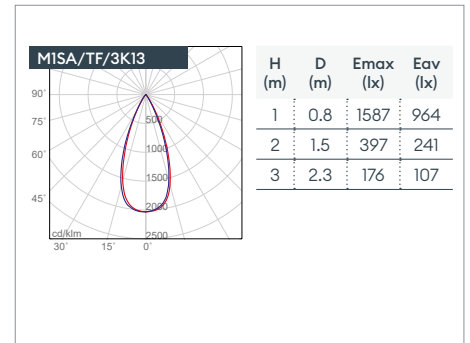 M1SA/TF/3K13
90°
75°
60°
45°
500
1000
1500
2000
2500
cd/klm
30° 15° 0°
H D Emax Eav
(m) (m) (lx) (lx)
1 0.8 1587 964
2 1.5 397 241
3 2.3 176 107